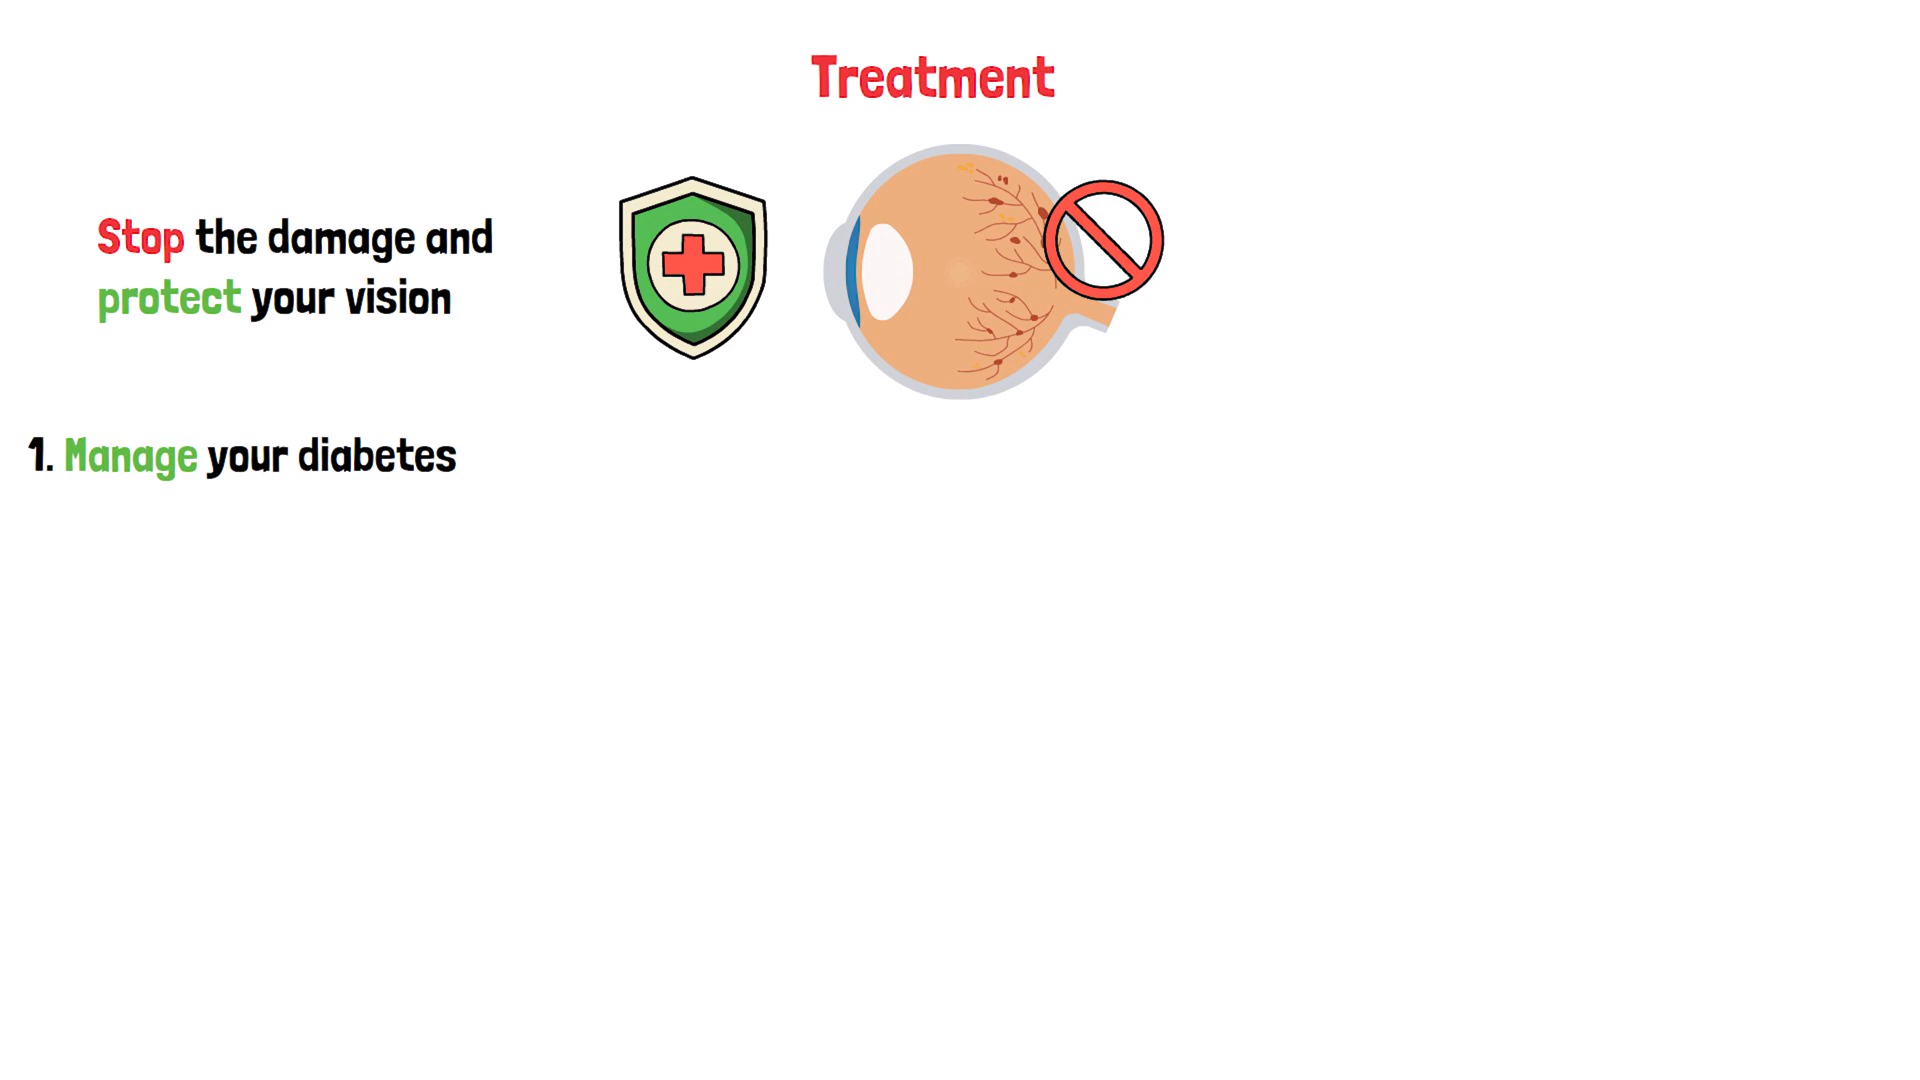 Treatment
Stop the damage and
protect your vision
1. Manage your diabetes